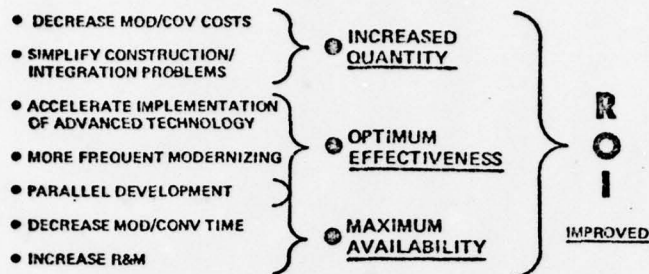 • DECREASE MOD/COV COSTS
• SIMPLIFY CONSTRUCTION/
INTEGRATION PROBLEMS
• ACCELERATE IMPLEMENTATION
OF ADVANCED TECHNOLOGY
• MORE FREQUENT MODERNIZING
• PARALLEL DEVELOPMENT
• DECREASE MOD/CONV TIME
• INCREASE R&M
• INCREASED
QUANTITY
• OPTIMUM
EFFECTIVENESS
• MAXIMUM
AVAILABILITY
R
O
I
IMPROVED